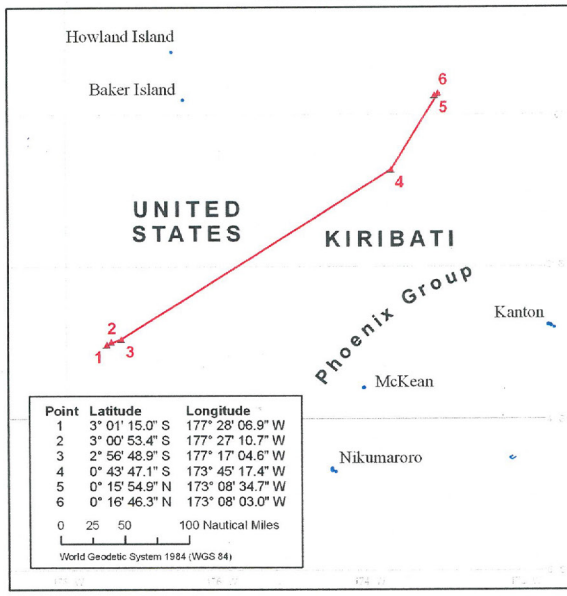 Howland Island
Baker Island
6
5
4
UNITED
STATES
KIRIBATI
Phoenix Group
Kanton
2
1
3
McKean
Nikumaroro
Point Latitude Longitude
1 3° 01' 15.0" S 177° 28' 06.9" W
2 3° 00' 53.4" S 177° 27' 10.7" W
3 2° 56' 48.9" S 177° 17' 04.6" W
4 0° 43' 47.1" S 173° 45' 17.4" W
5 0° 15' 54.9" N 173° 08' 34.7" W
6 0° 16' 46.3" N 173° 08' 03.0" W
0 25 50 100 Nautical Miles
World Geodetic System 1984 (WGS 84)